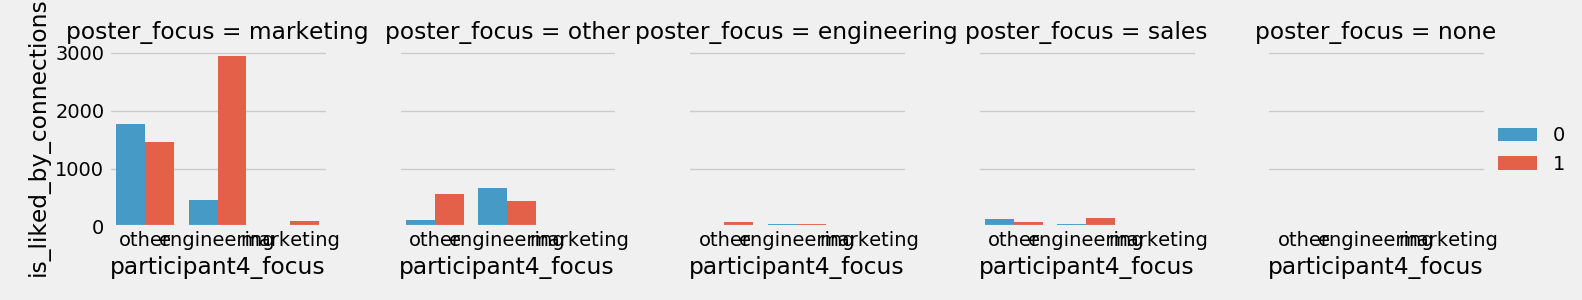 is_liked_by_connections
poster_focus = marketing
poster_focus = other
poster_focus = engineering
poster_focus = sales
poster_focus = none
3000
2000
1000
0
other engineering marketing
other engineering marketing
other engineering marketing
other engineering marketing
other engineering marketing
participant4_focus
participant4_focus
participant4_focus
participant4_focus
participant4_focus
0
1